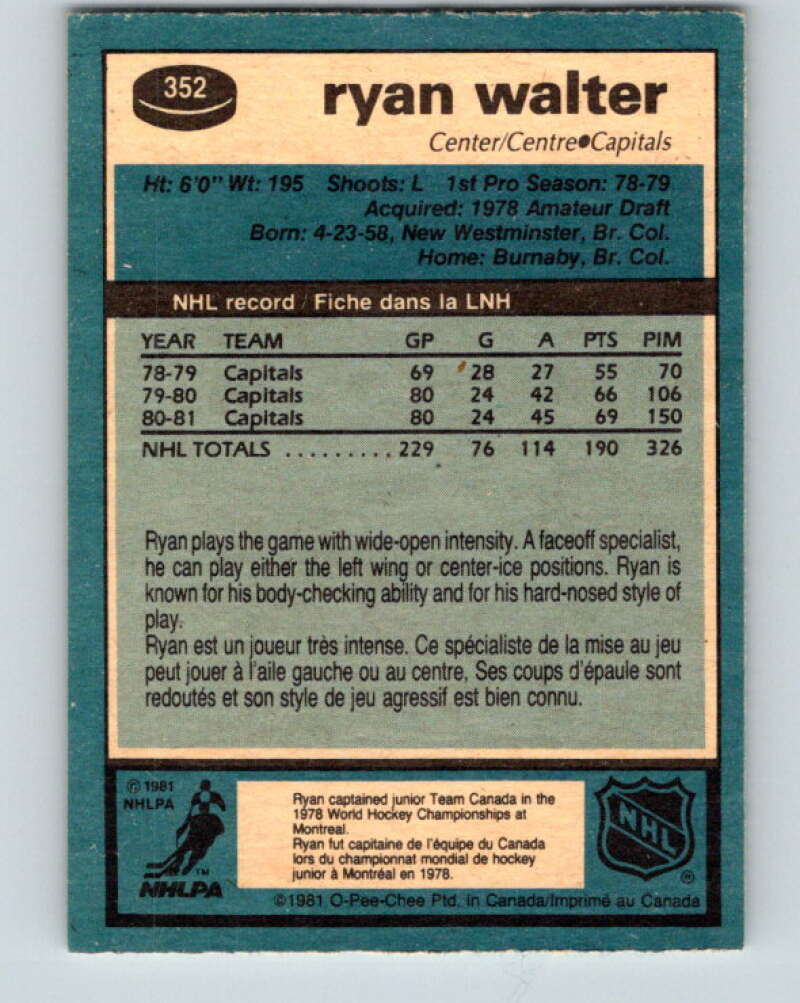 352
ryan walter
Center/Centre●Capitals
Ht: 6'0" Wt: 195 Shoots: L 1st Pro Season: 78-79
Acquired: 1978 Amateur Draft
Born: 4-23-58, New Westminster, Br. Col.
Home: Burnaby, Br. Col.
NHL record / Fiche dans la LNH
YEAR TEAM GP G A PTS PIM
78-79 Capitals 69 28 27 55 70
79-80 Capitals 80 24 42 66 106
80-81 Capitals 80 24 45 69 150
NHL TOTALS .......... 229 76 114 190 326
Ryan plays the game with wide-open intensity. A faceoff specialist,
he can play either the left wing or center-ice positions. Ryan is
known for his body-checking ability and for his hard-nosed style of
play.
Ryan est un joueur très intense. Ce spécialiste de la mise au jeu
peut jouer à l'aile gauche ou au centre. Ses coups d'épaule sont
redoutés et son style de jeu agressif est bien connu.
© 1981
NHLPA
NHLPA
TM
Ryan captained junior Team Canada in the
1978 World Hockey Championships at
Montreal.
Ryan fut capitaine de l'équipe du Canada
lors du championnat mondial de hockey
junior à Montréal en 1978.
NHL
®
©1981 O-Pee-Chee Ptd. in Canada/Imprimé au Canada